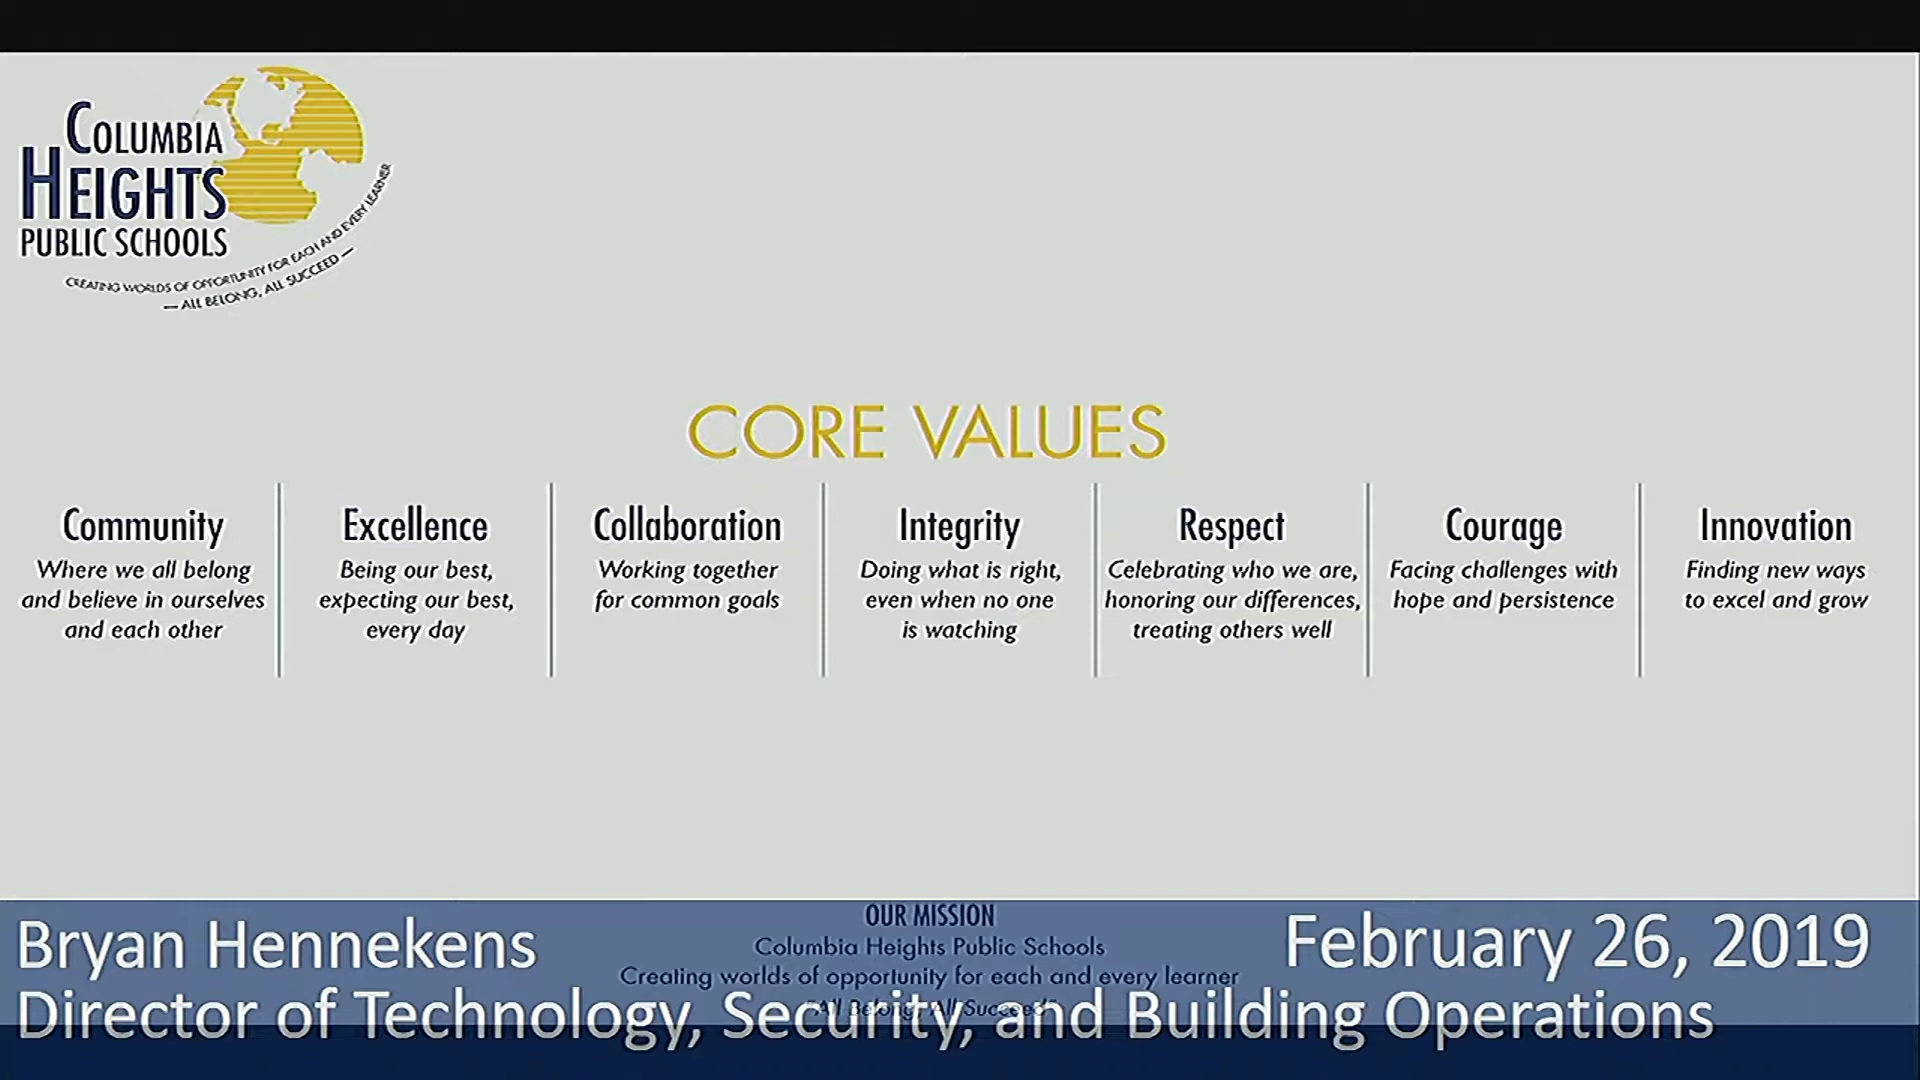 COLUMBIA
HEIGHTS
PUBLIC SCHOOLS
CREATING WORLDS OF OPPORTUNITY FOR EACH AND EVERY LEARNER
— ALL BELONG, ALL SUCCEED —
CORE VALUES
Community
Where we all belong
and believe in ourselves
and each other
Excellence
Being our best,
expecting our best,
every day
Collaboration
Working together
for common goals
Integrity
Doing what is right,
even when no one
is watching
Respect
Celebrating who we are,
honoring our differences,
treating others well
Courage
Facing challenges with
hope and persistence
Innovation
Finding new ways
to excel and grow
OUR MISSION
Columbia Heights Public Schools
Creating worlds of opportunity for each and every learner
"All Belong, All Succeed"
Bryan Hennekens
February 26, 2019
Director of Technology, Security, and Building Operations